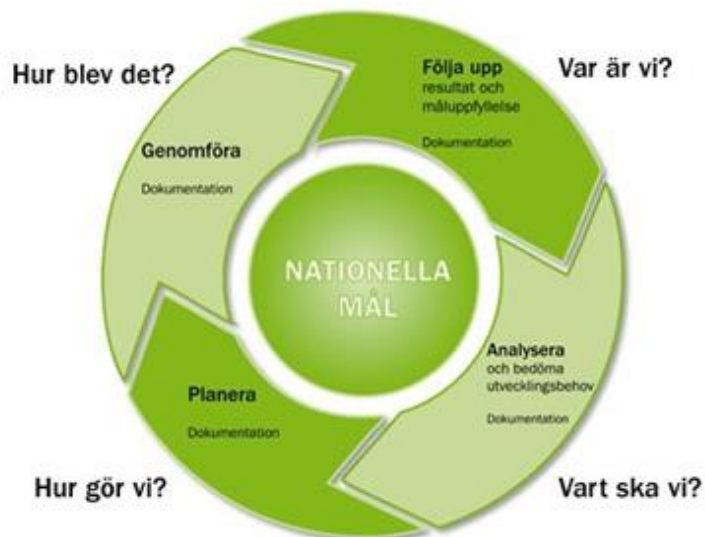 Hur blev det?
Var är vi?
Följa upp
resultat och
måluppfyllelse
Dokumentation
Genomföra
Dokumentation
NATIONELLA
MÅL
Analysera
och bedöma
utvecklingsbehov
Dokumentation
Planera
Dokumentation
Hur gör vi?
Vart ska vi?